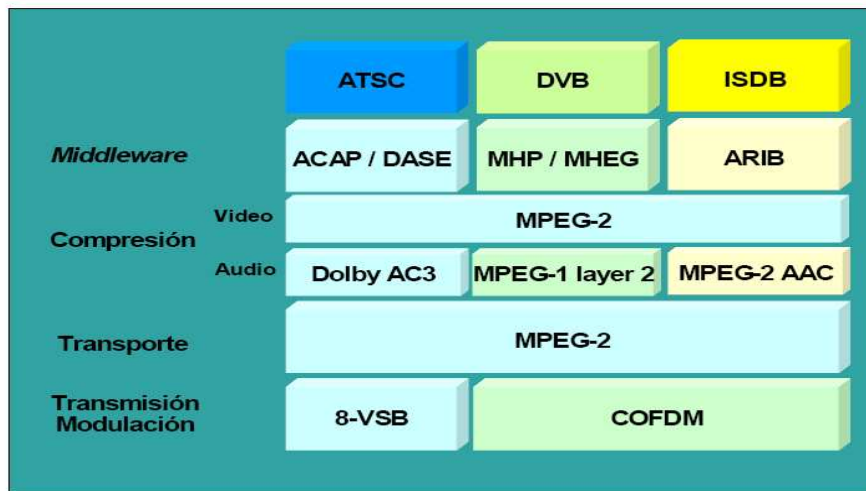 ATSC DVB ISDB
Middleware ACAP / DASE MHP / MHEG ARIB
Video MPEG-2
Compresión
Audio Dolby AC3 MPEG-1 layer 2 MPEG-2 AAC
Transporte MPEG-2
Transmisión
Modulación 8-VSB COFDM